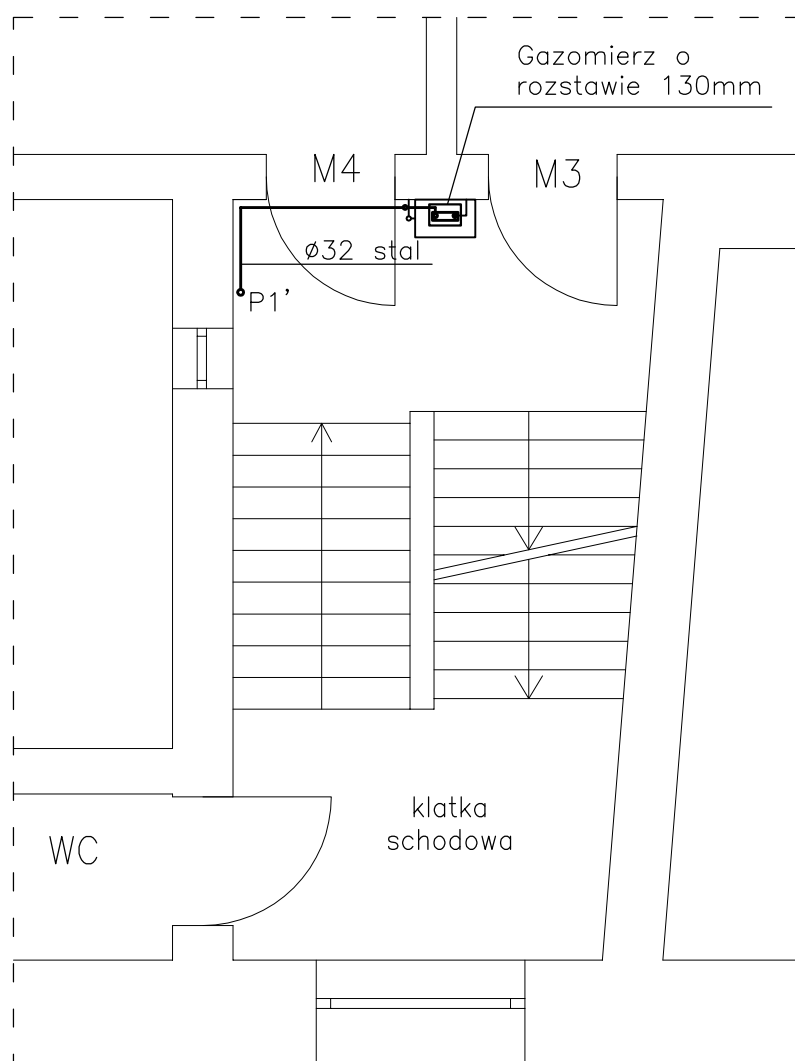 Gazomierz o
rozstawie 130mm
M4
M3
ø32 stal
P1’
klatka
schodowa
WC